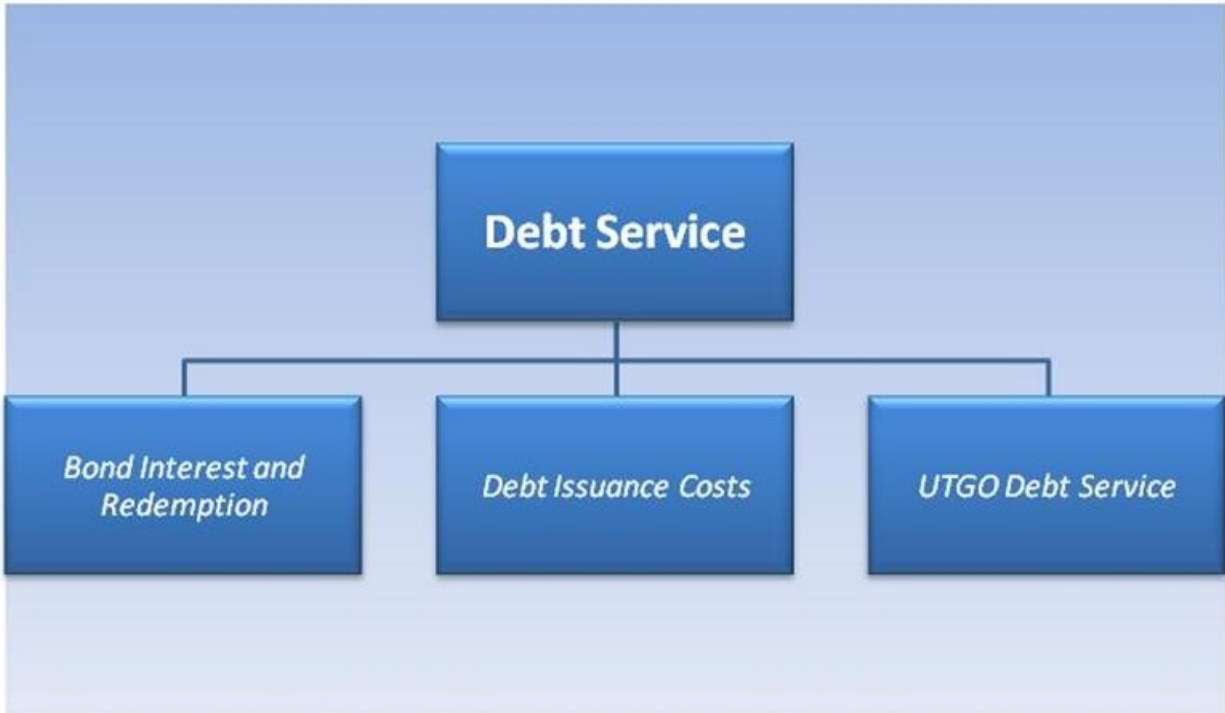 Debt Service
Bond Interest and
Redemption
Debt Issuance Costs
UTGO Debt Service